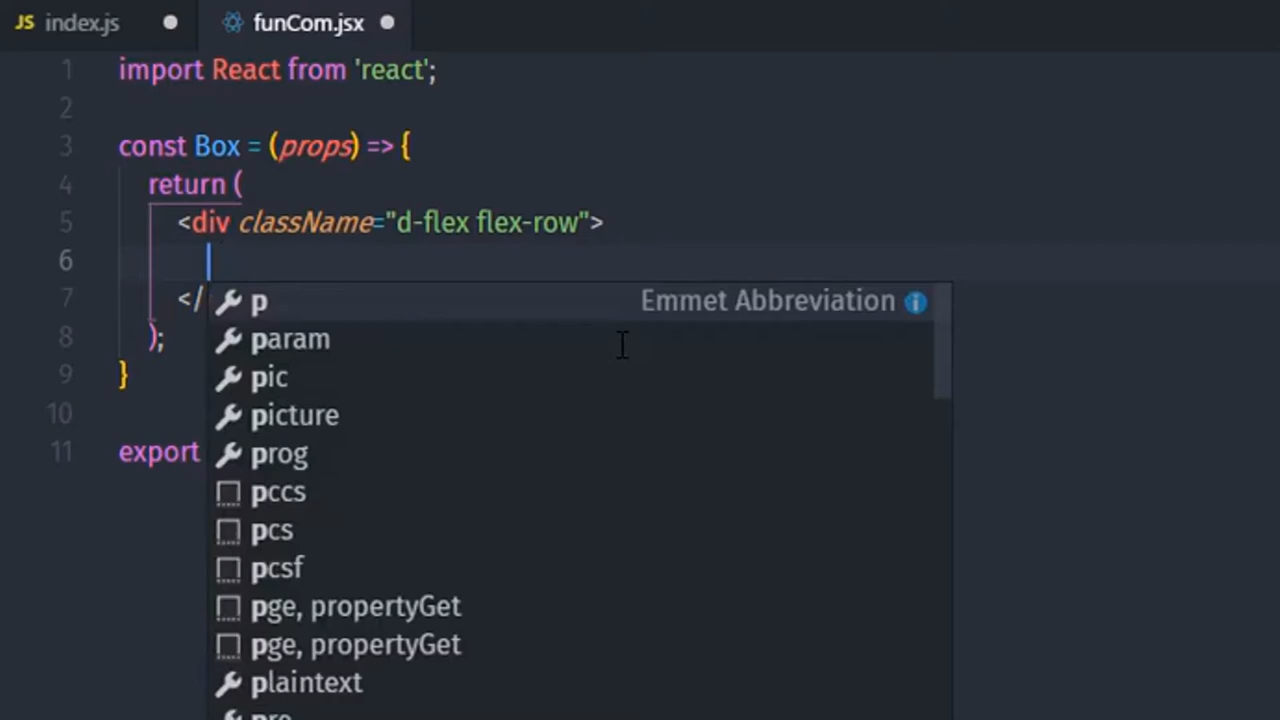 JS index.js
funCom.jsx
1 import React from 'react';
2
3 const Box = (props) => {
4 return (
5 <div className="d-flex flex-row">
6
7 </
8 );
9 }
10
11 export
p Emmet Abbreviation
param
pic
picture
prog
pccs
pcs
pcsf
pge, propertyGet
pge, propertyGet
plaintext
pre